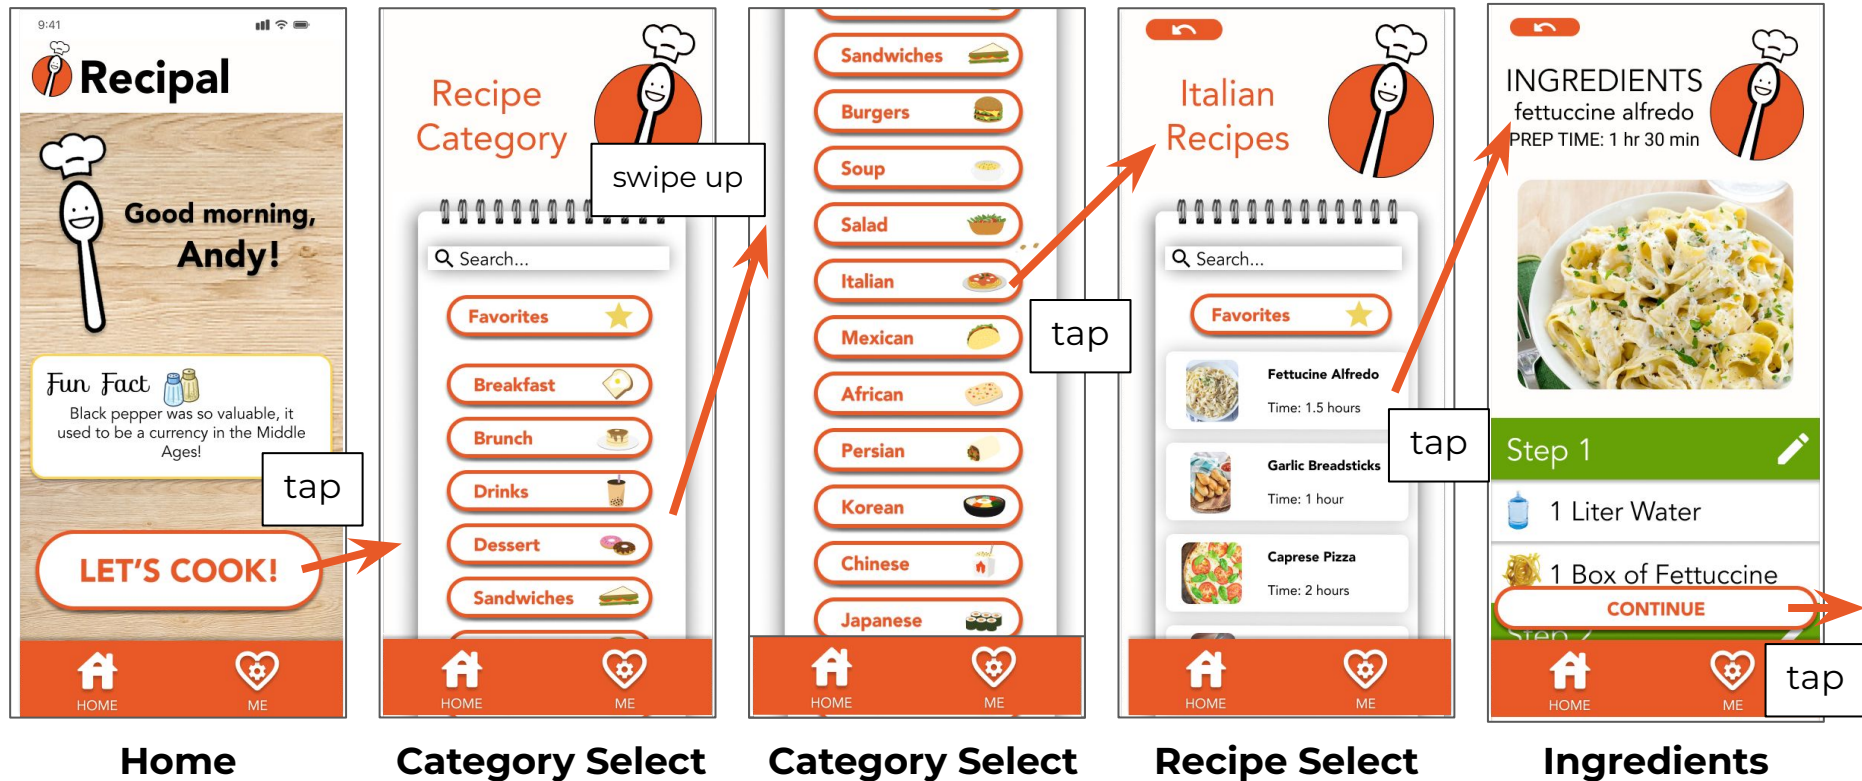 9:41
Recipal
Good morning,
Andy!
Fun Fact
Black pepper was so valuable, it
used to be a currency in the Middle
Ages!
tap
LET'S COOK!
HOME
ME
Home
Recipe
Category
swipe up
Search...
Favorites
Breakfast
Brunch
Drinks
Dessert
Sandwiches
HOME
ME
Category Select
Sandwiches
Burgers
Soup
Salad
Italian
Mexican
African
Persian
Korean
Chinese
Japanese
tap
HOME
ME
Category Select
Italian
Recipes
Search...
Favorites
Fettucine Alfredo
Time: 1.5 hours
Garlic Breadsticks
Time: 1 hour
Caprese Pizza
Time: 2 hours
tap
HOME
ME
Recipe Select
INGREDIENTS
fettuccine alfredo
PREP TIME: 1 hr 30 min
Step 1
1 Liter Water
1 Box of Fettuccine
CONTINUE
Step 2
tap
HOME
ME
Ingredients